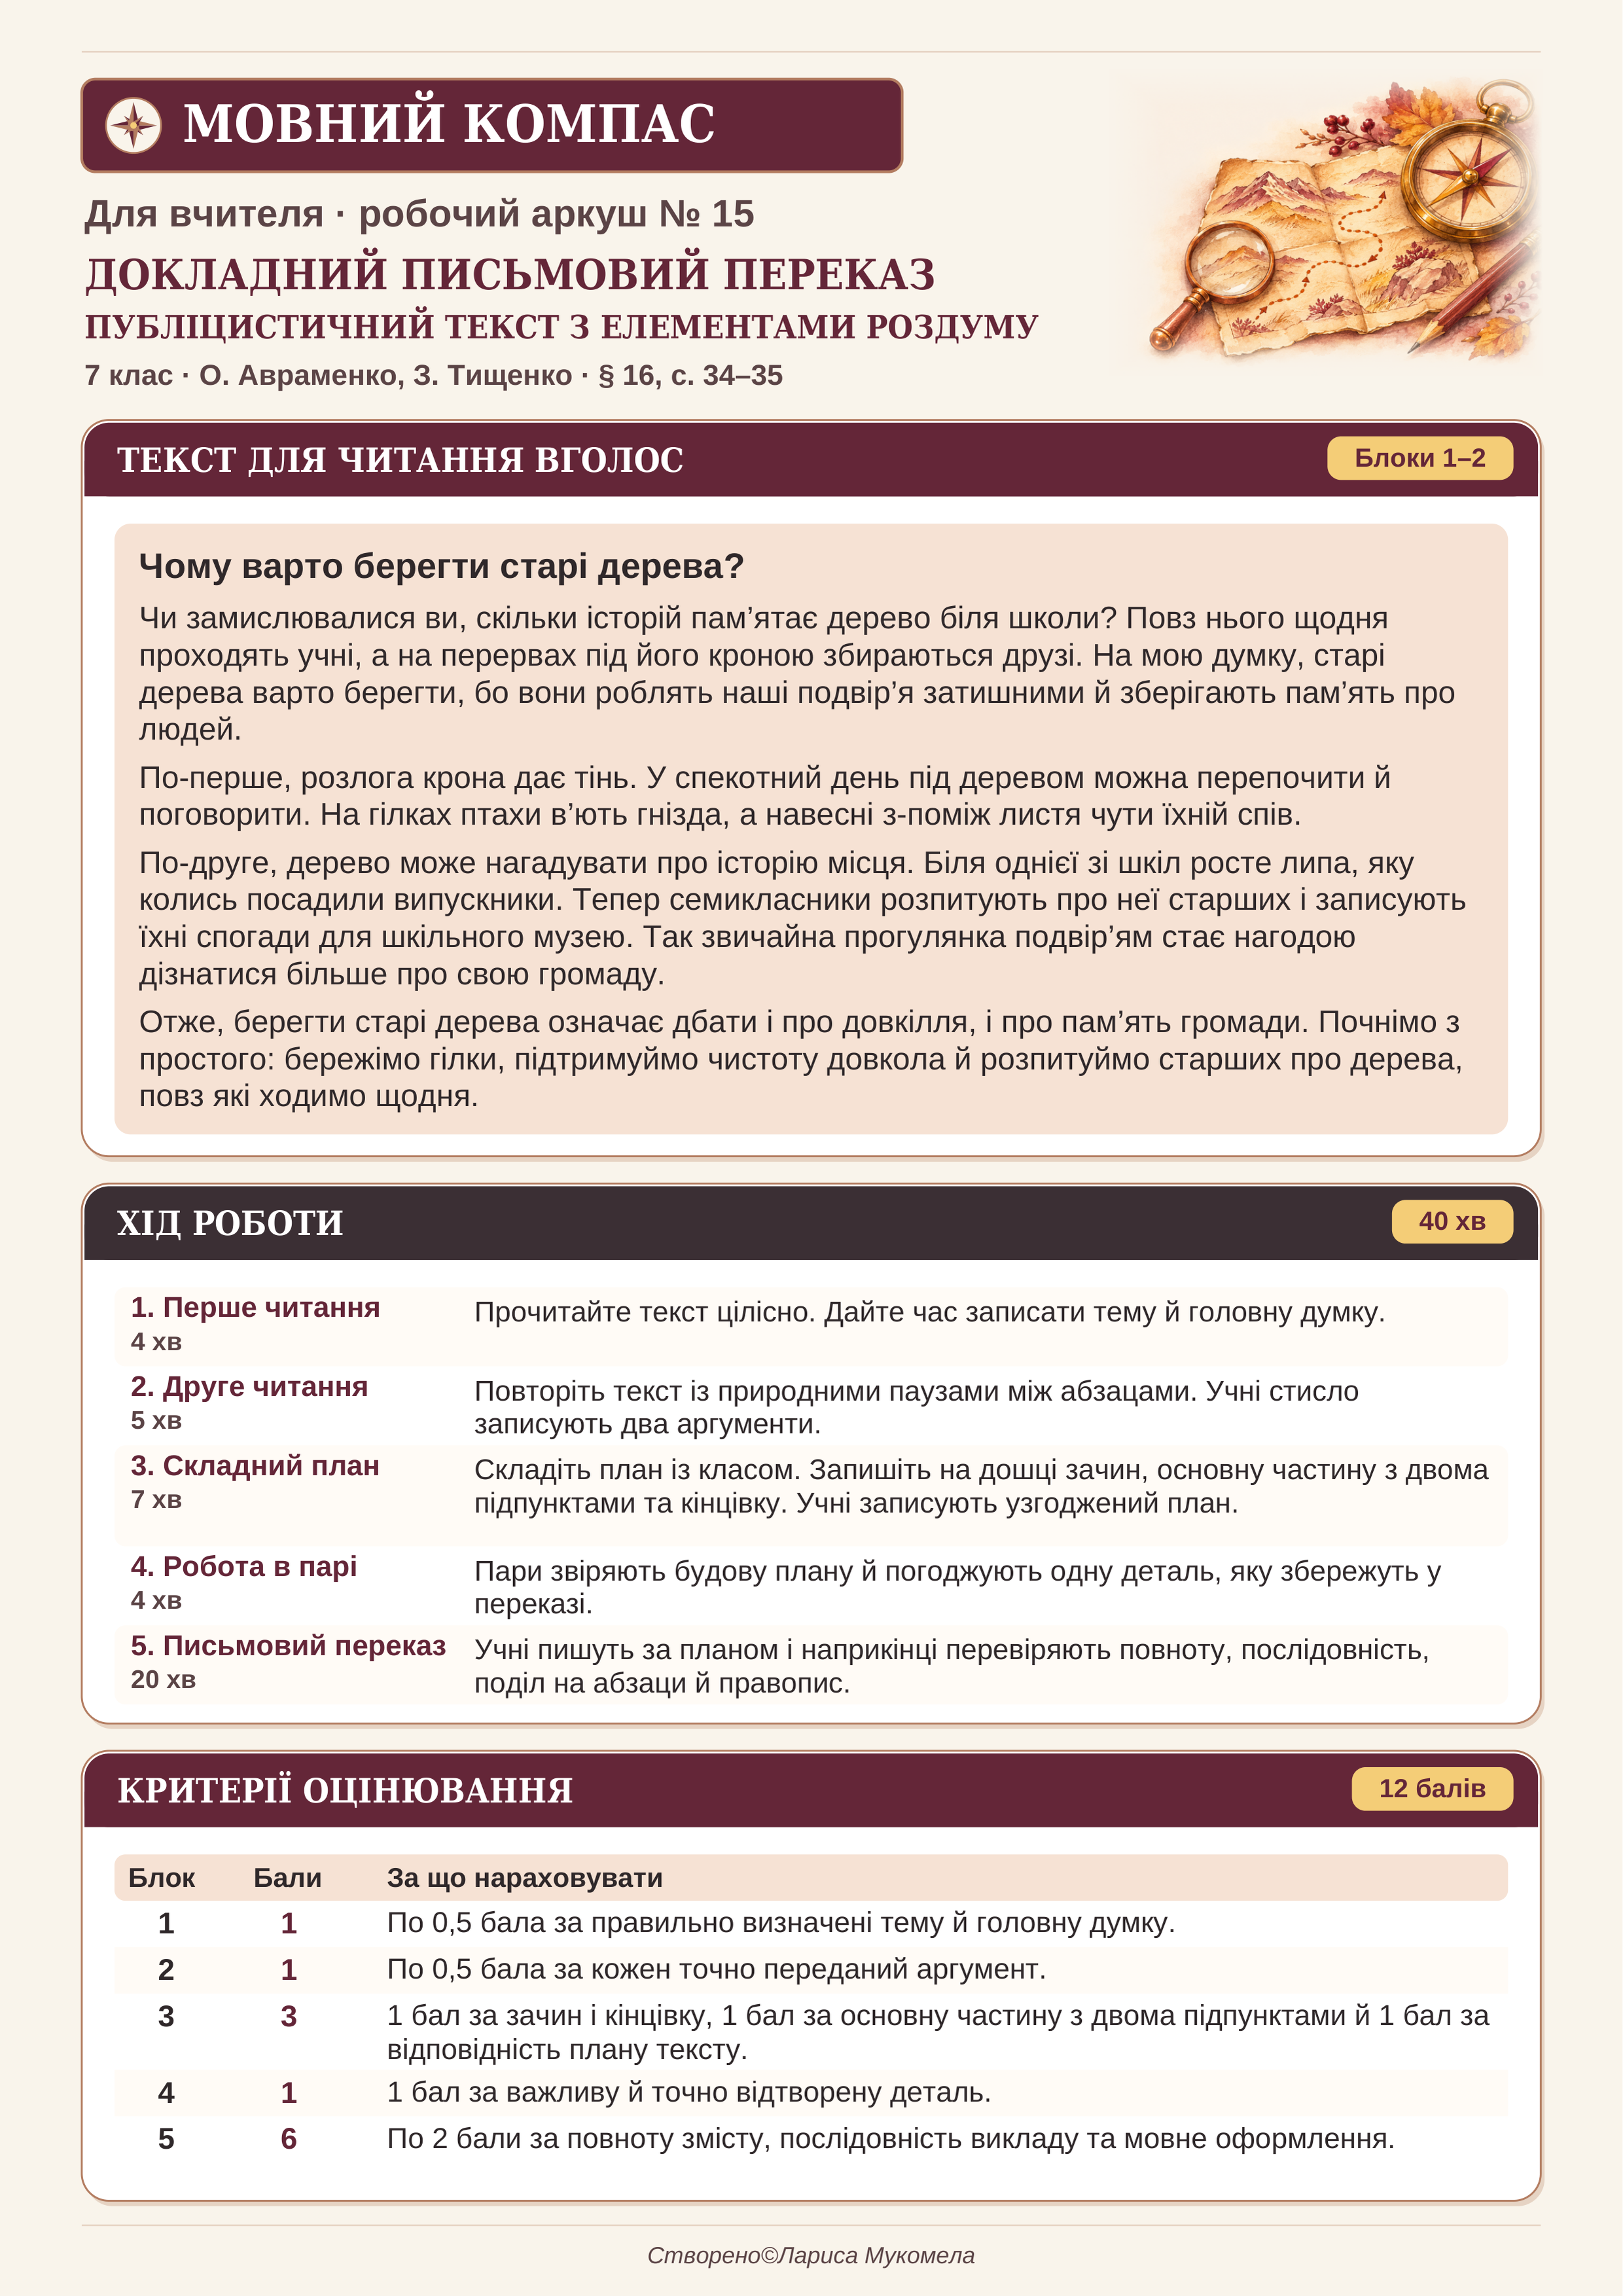 МОВНИЙ КОМПАС
Для вчителя · робочий аркуш № 15
ДОКЛАДНИЙ ПИСЬМОВИЙ ПЕРЕКАЗ
ПУБЛІЦИСТИЧНИЙ ТЕКСТ З ЕЛЕМЕНТАМИ РОЗДУМУ
7 клас · О. Авраменко, З. Тищенко · § 16, с. 34–35
ТЕКСТ ДЛЯ ЧИТАННЯ ВГОЛОС
Блоки 1–2
Чому варто берегти старі дерева?
Чи замислювалися ви, скільки історій пам’ятає дерево біля школи? Повз нього щодня
проходять учні, а на перервах під його кроною збираються друзі. На мою думку, старі
дерева варто берегти, бо вони роблять наші подвір’я затишними й зберігають пам’ять про
людей.
По-перше, розлога крона дає тінь. У спекотний день під деревом можна перепочити й
поговорити. На гілках птахи в’ють гнізда, а навесні з-поміж листя чути їхній спів.
По-друге, дерево може нагадувати про історію місця. Біля однієї зі шкіл росте липа, яку
колись посадили випускники. Тепер семикласники розпитують про неї старших і записують
їхні спогади для шкільного музею. Так звичайна прогулянка подвір’ям стає нагодою
дізнатися більше про свою громаду.
Отже, берегти старі дерева означає дбати і про довкілля, і про пам’ять громади. Почнімо з
простого: бережімо гілки, підтримуймо чистоту довкола й розпитуймо старших про дерева,
повз які ходимо щодня.
ХІД РОБОТИ
40 хв
1. Перше читання
4 хв
Прочитайте текст цілісно. Дайте час записати тему й головну думку.
2. Друге читання
5 хв
Повторіть текст із природними паузами між абзацами. Учні стисло
записують два аргументи.
3. Складний план
7 хв
Складіть план із класом. Запишіть на дошці зачин, основну частину з двома
підпунктами та кінцівку. Учні записують узгоджений план.
4. Робота в парі
4 хв
Пари звіряють будову плану й погоджують одну деталь, яку збережуть у
переказі.
5. Письмовий переказ
20 хв
Учні пишуть за планом і наприкінці перевіряють повноту, послідовність,
поділ на абзаци й правопис.
КРИТЕРІЇ ОЦІНЮВАННЯ
12 балів
Блок Бали За що нараховувати
1 1 По 0,5 бала за правильно визначені тему й головну думку.
2 1 По 0,5 бала за кожен точно переданий аргумент.
3 3 1 бал за зачин і кінцівку, 1 бал за основну частину з двома підпунктами й 1 бал за
відповідність плану тексту.
4 1 1 бал за важливу й точно відтворену деталь.
5 6 По 2 бали за повноту змісту, послідовність викладу та мовне оформлення.
Створено©Лариса Мукомела